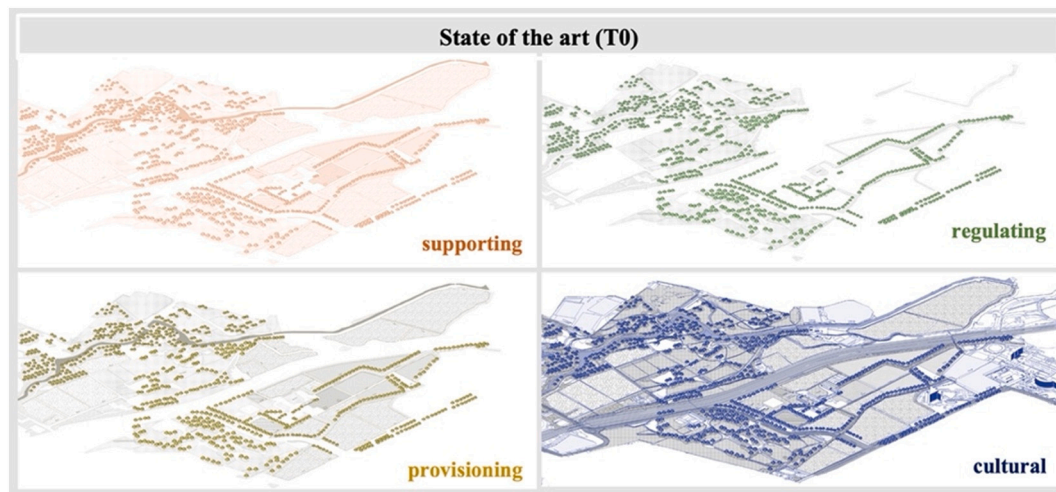 State of the art (T0)
supporting
regulating
provisioning
cultural